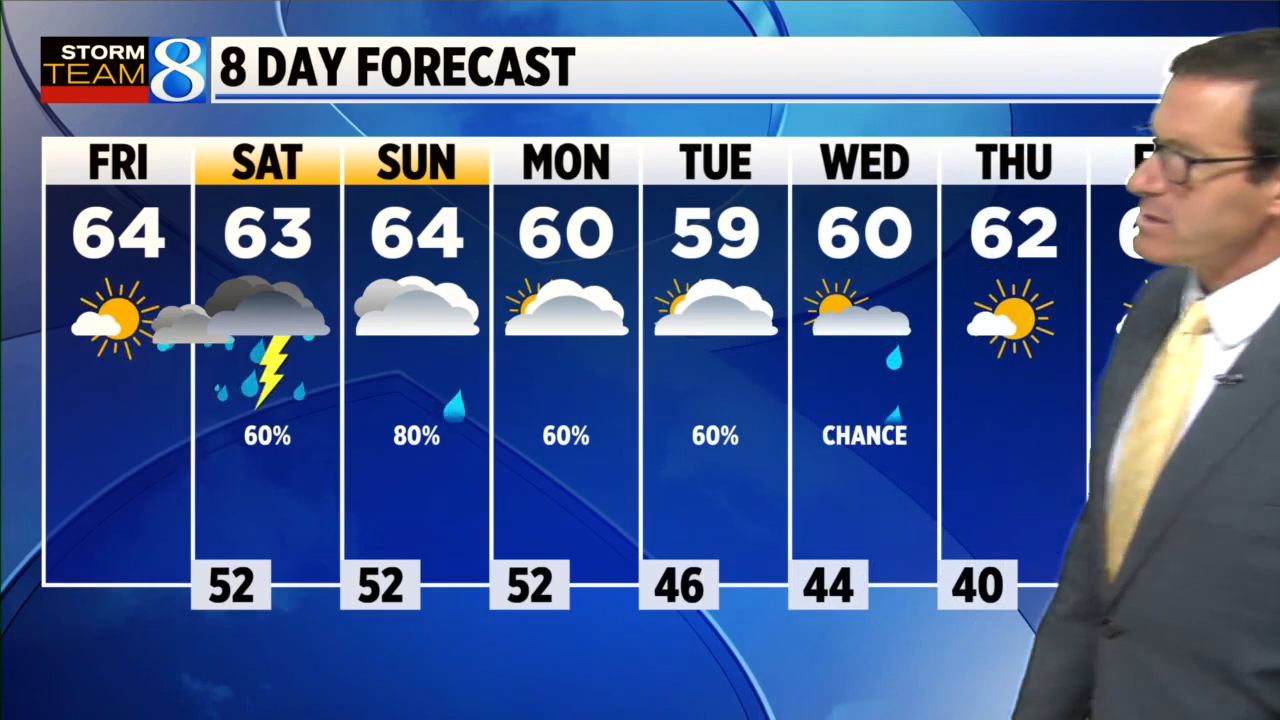 STORM
TEAM 8
8 DAY FORECAST
FRI SAT SUN MON TUE WED THU
64 63 64 60 59 60 62
60% 80% 60% 60% CHANCE
52 52 52 46 44 40